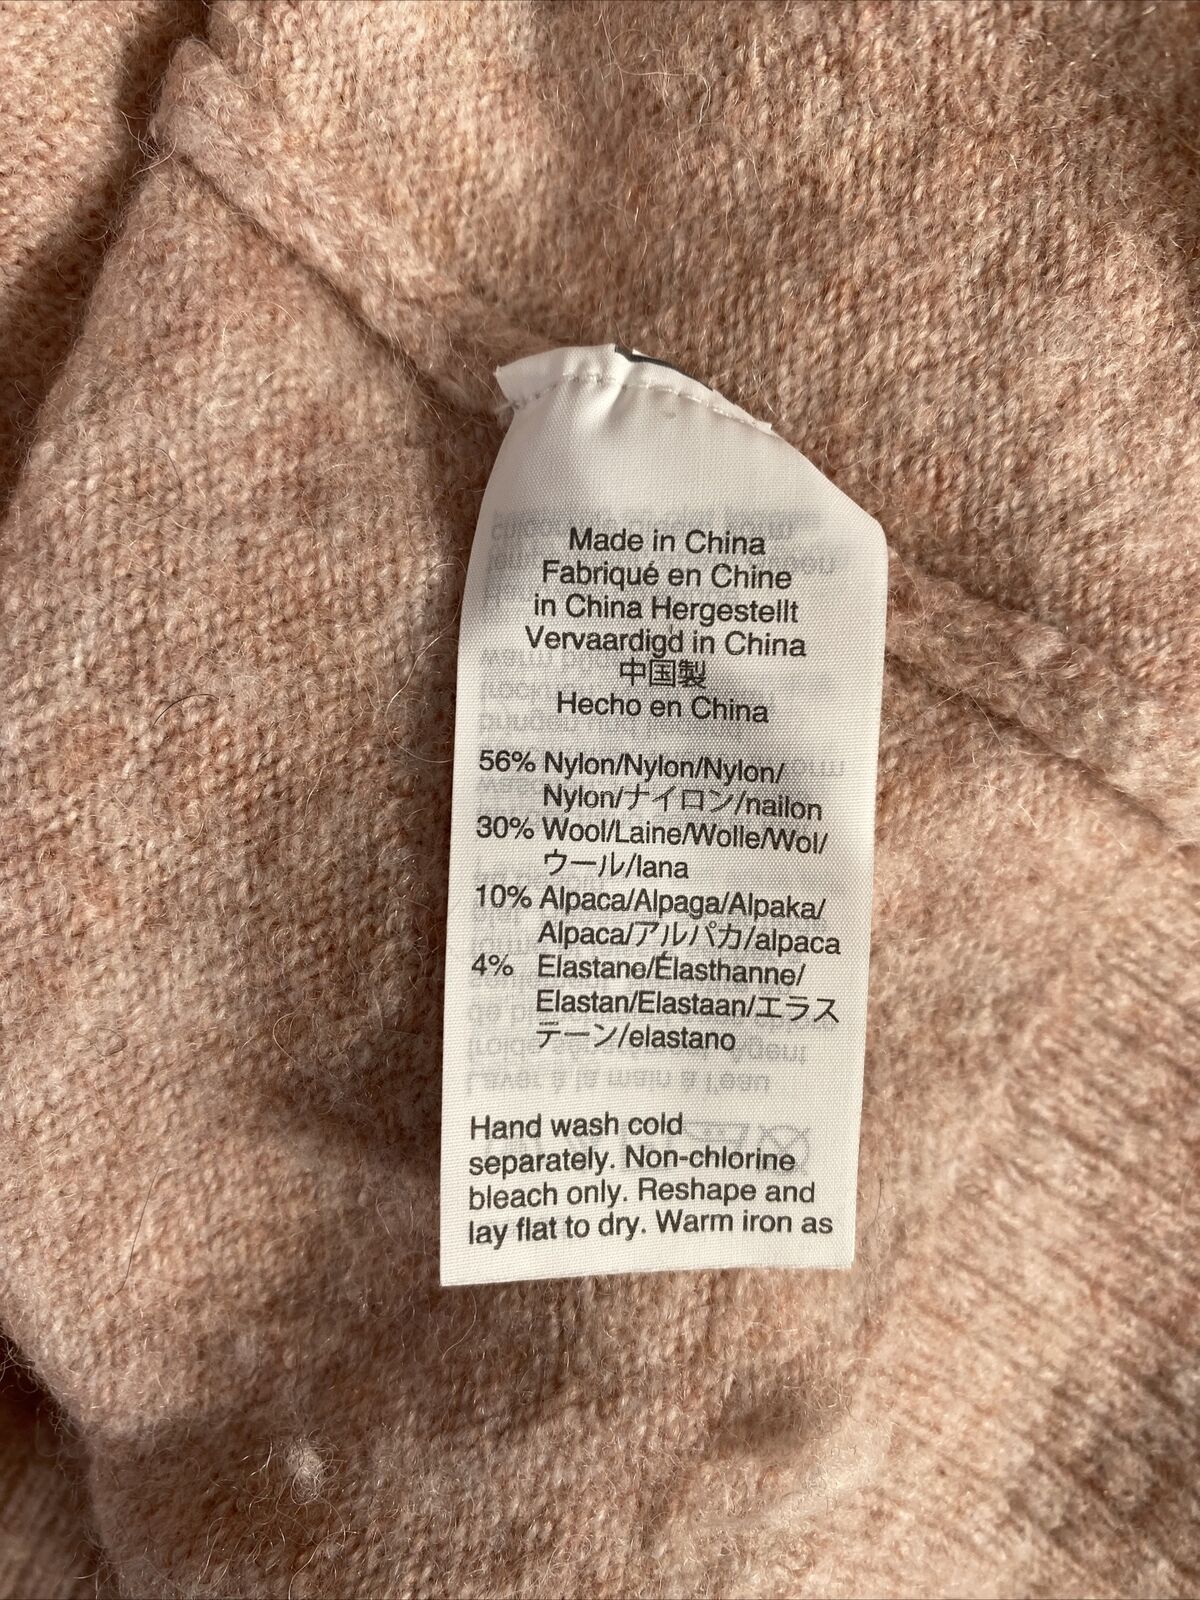 Made in China
Fabriqué en Chine
in China Hergestellt
Vervaardigd in China
中国製
Hecho en China
56% Nylon/Nylon/Nylon/
Nylon/ナイロン/nailon
30% Wool/Laine/Wolle/Wol/
ウール/lana
10% Alpaca/Alpaga/Alpaka/
Alpaca/アルパカ/alpaca
4% Elastane/Élasthanne/
Elastan/Elastaan/エラス
テーン/elastano
Hand wash cold
separately. Non-chlorine
bleach only. Reshape and
lay flat to dry. Warm iron as